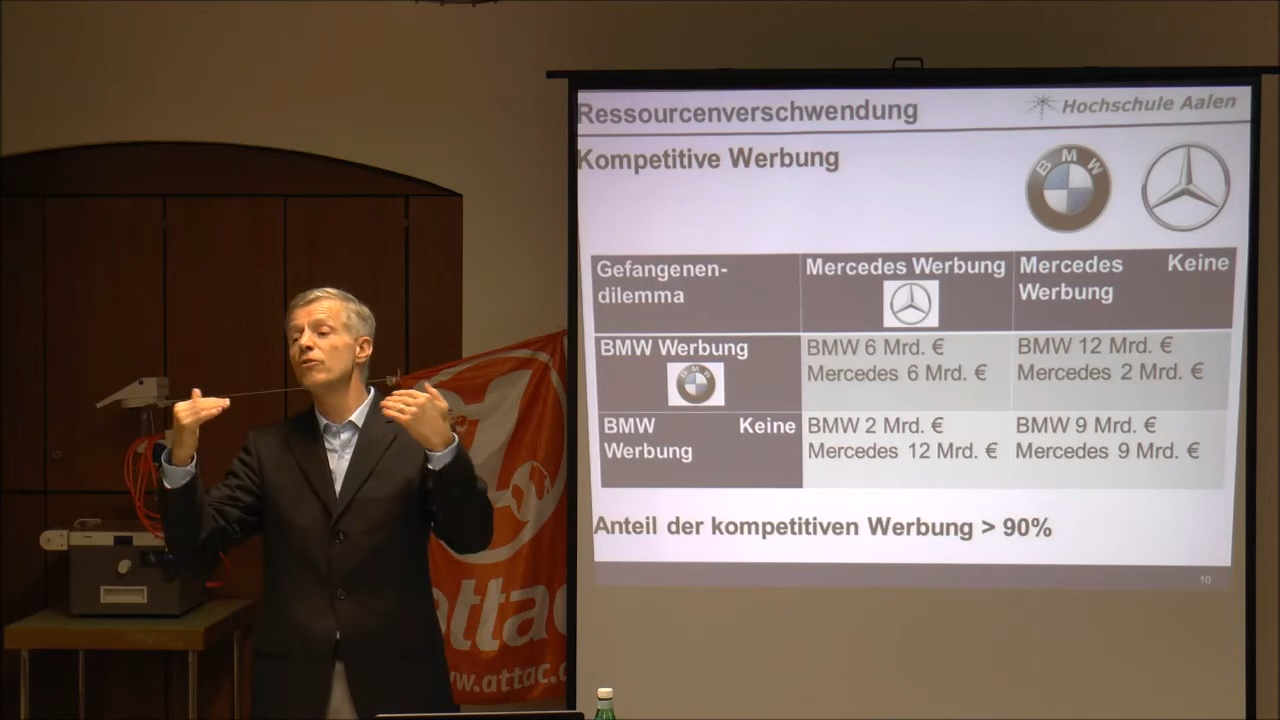 Ressourcenverschwendung
Hochschule Aalen
Kompetitive Werbung
BMW
Gefangenen-
dilemma
Mercedes Werbung
Mercedes Keine
Werbung
BMW Werbung
BMW
BMW 6 Mrd. €
Mercedes 6 Mrd. €
BMW 12 Mrd. €
Mercedes 2 Mrd. €
BMW Keine
Werbung
BMW 2 Mrd. €
Mercedes 12 Mrd. €
BMW 9 Mrd. €
Mercedes 9 Mrd. €
Anteil der kompetitiven Werbung > 90%
10
attac
www.attac.